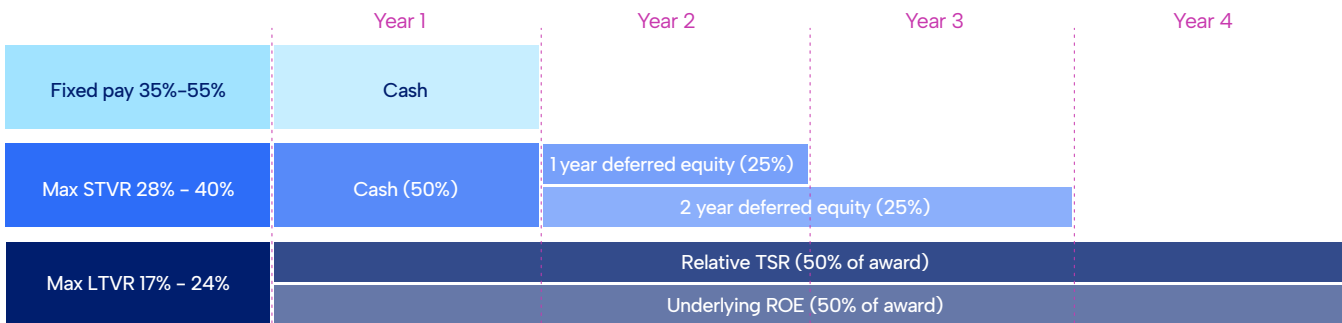 Year 1
Year 2
Year 3
Year 4
Fixed pay 35%-55%
Cash
Max STVR 28% - 40%
Cash (50%)
1 year deferred equity (25%)
2 year deferred equity (25%)
Max LTVR 17% - 24%
Relative TSR (50% of award)
Underlying ROE (50% of award)